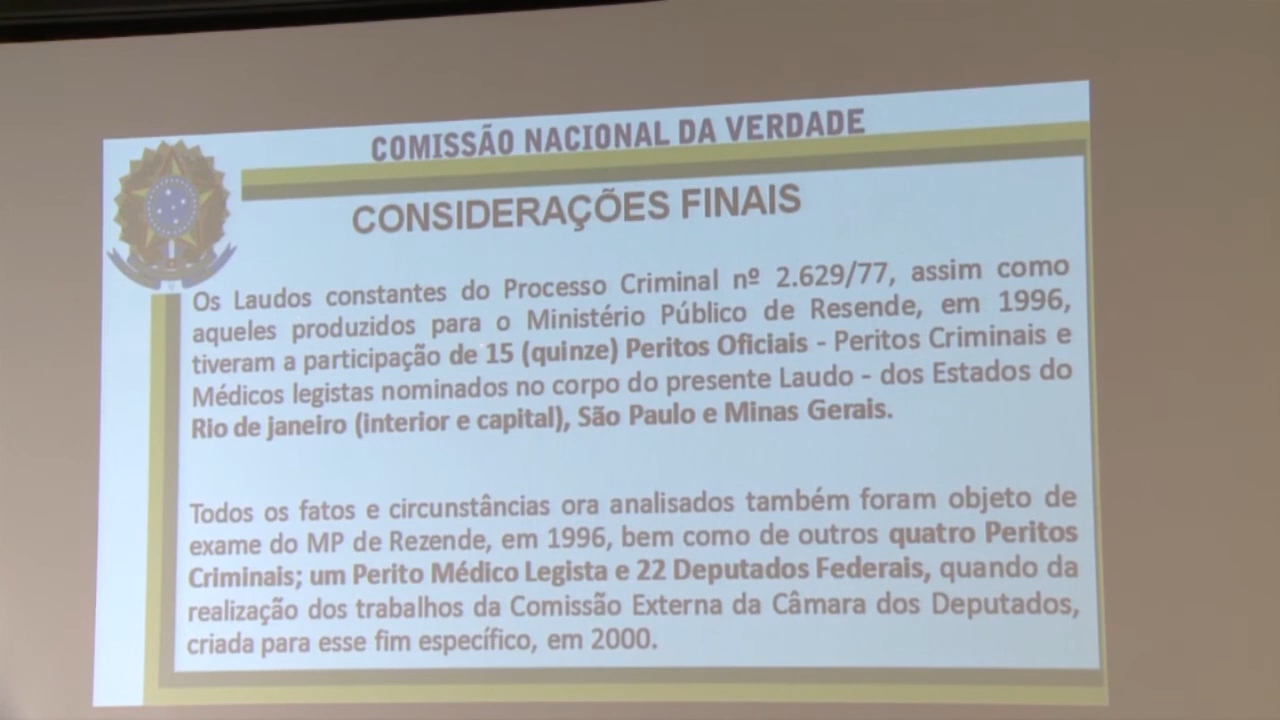 COMISSÃO NACIONAL DA VERDADE
CONSIDERAÇÕES FINAIS
Os Laudos constantes do Processo Criminal nº 2.629/77, assim como
aqueles produzidos para o Ministério Público de Resende, em 1996,
tiveram a participação de 15 (quinze) Peritos Oficiais - Peritos Criminais e
Médicos legistas nominados no corpo do presente Laudo - dos Estados do
Rio de janeiro (interior e capital), São Paulo e Minas Gerais.
Todos os fatos e circunstâncias ora analisados também foram objeto de
exame do MP de Rezende, em 1996, bem como de outros quatro Peritos
Criminais; um Perito Médico Legista e 22 Deputados Federais, quando da
realização dos trabalhos da Comissão Externa da Câmara dos Deputados,
criada para esse fim específico, em 2000.